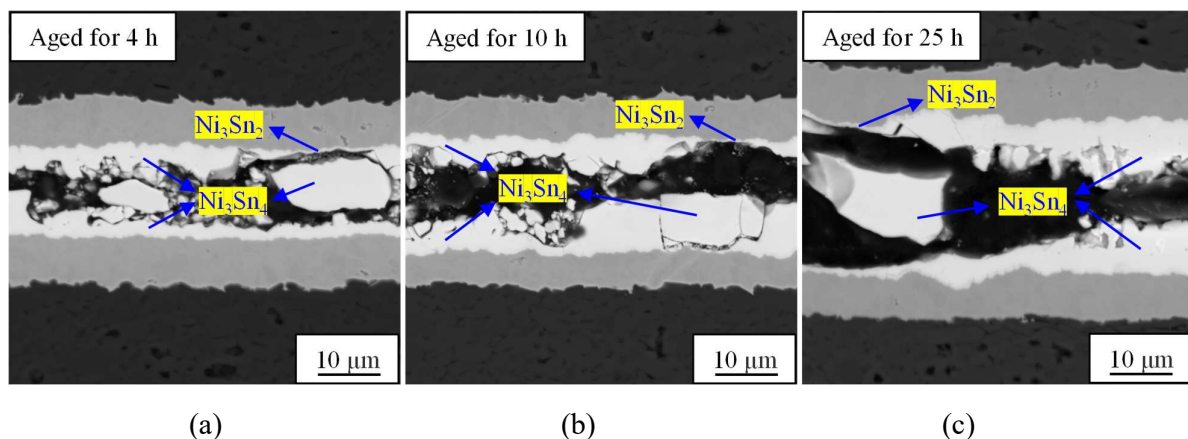 Aged for 4 h
Ni₃Sn₂
Ni₃Sn₄
10 μm
(a)
Aged for 10 h
Ni₃Sn₂
Ni₃Sn₄
10 μm
(b)
Aged for 25 h
Ni₃Sn₂
Ni₃Sn₄
10 μm
(c)